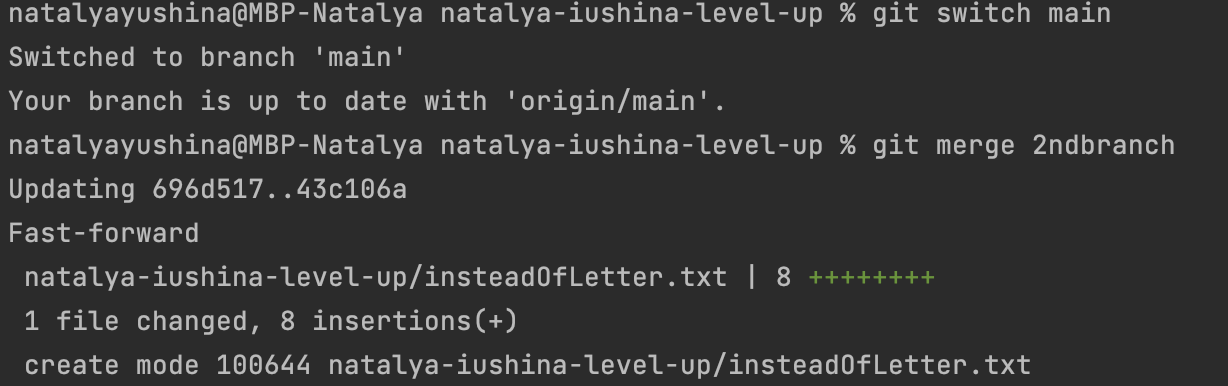 natalyayushina@MBP-Natalya natalya-iushina-level-up % git switch main
Switched to branch 'main'
Your branch is up to date with 'origin/main'.
natalyayushina@MBP-Natalya natalya-iushina-level-up % git merge 2ndbranch
Updating 696d517..43c106a
Fast-forward
 natalya-iushina-level-up/insteadOfLetter.txt | 8 ++++++++
 1 file changed, 8 insertions(+)
 create mode 100644 natalya-iushina-level-up/insteadOfLetter.txt